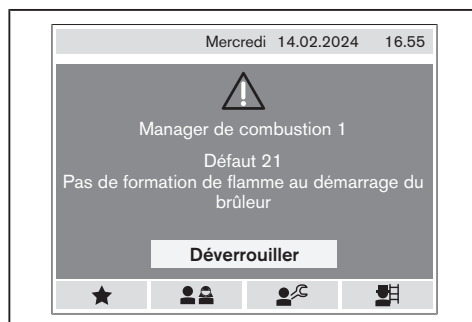 Mercredi 14.02.2024 16.55
Manager de combustion 1
Défaut 21
Pas de formation de flamme au démarrage du
brûleur
Déverrouiller